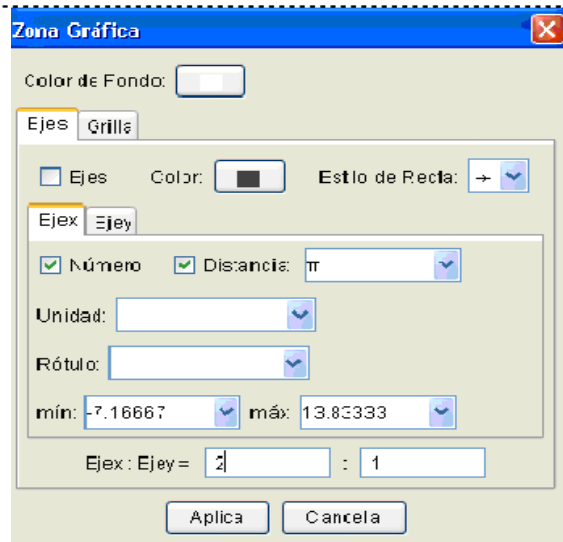 Zona Gráfica
Color de Fondo:
Ejes Grilla
Ejes Color: Estilo de Recta:
Ejex Ejey
Número Distancia: π
Unidad:
Rótulo:
mín: -7.16667 máx: 13.83333
Ejex : Ejey = 2 : 1
Aplica Cancela